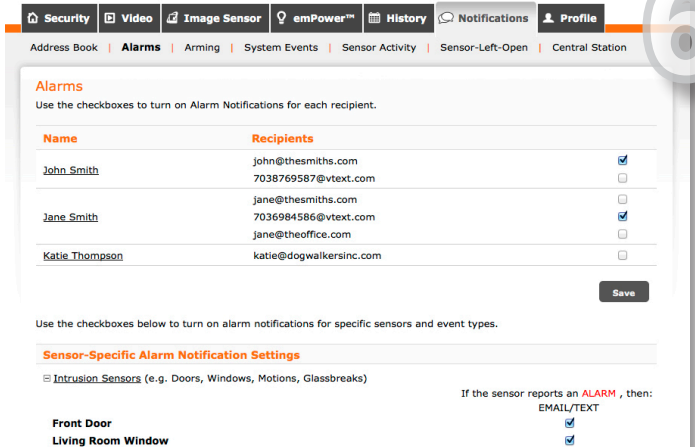 Security Video Image Sensor emPower™ History Notifications Profile
6
Address Book | Alarms | Arming | System Events | Sensor Activity | Sensor-Left-Open | Central Station
Alarms
Use the checkboxes to turn on Alarm Notifications for each recipient.
Name Recipients
John Smith
john@thesmiths.com
7038769587@vtext.com
Jane Smith
jane@thesmiths.com
7036984586@vtext.com
jane@theoffice.com
Katie Thompson katie@dogwalkersinc.com
Save
Use the checkboxes below to turn on alarm notifications for specific sensors and event types.
Sensor-Specific Alarm Notification Settings
Intrusion Sensors (e.g. Doors, Windows, Motions, Glassbreaks)
If the sensor reports an ALARM , then:
EMAIL/TEXT
Front Door
Living Room Window